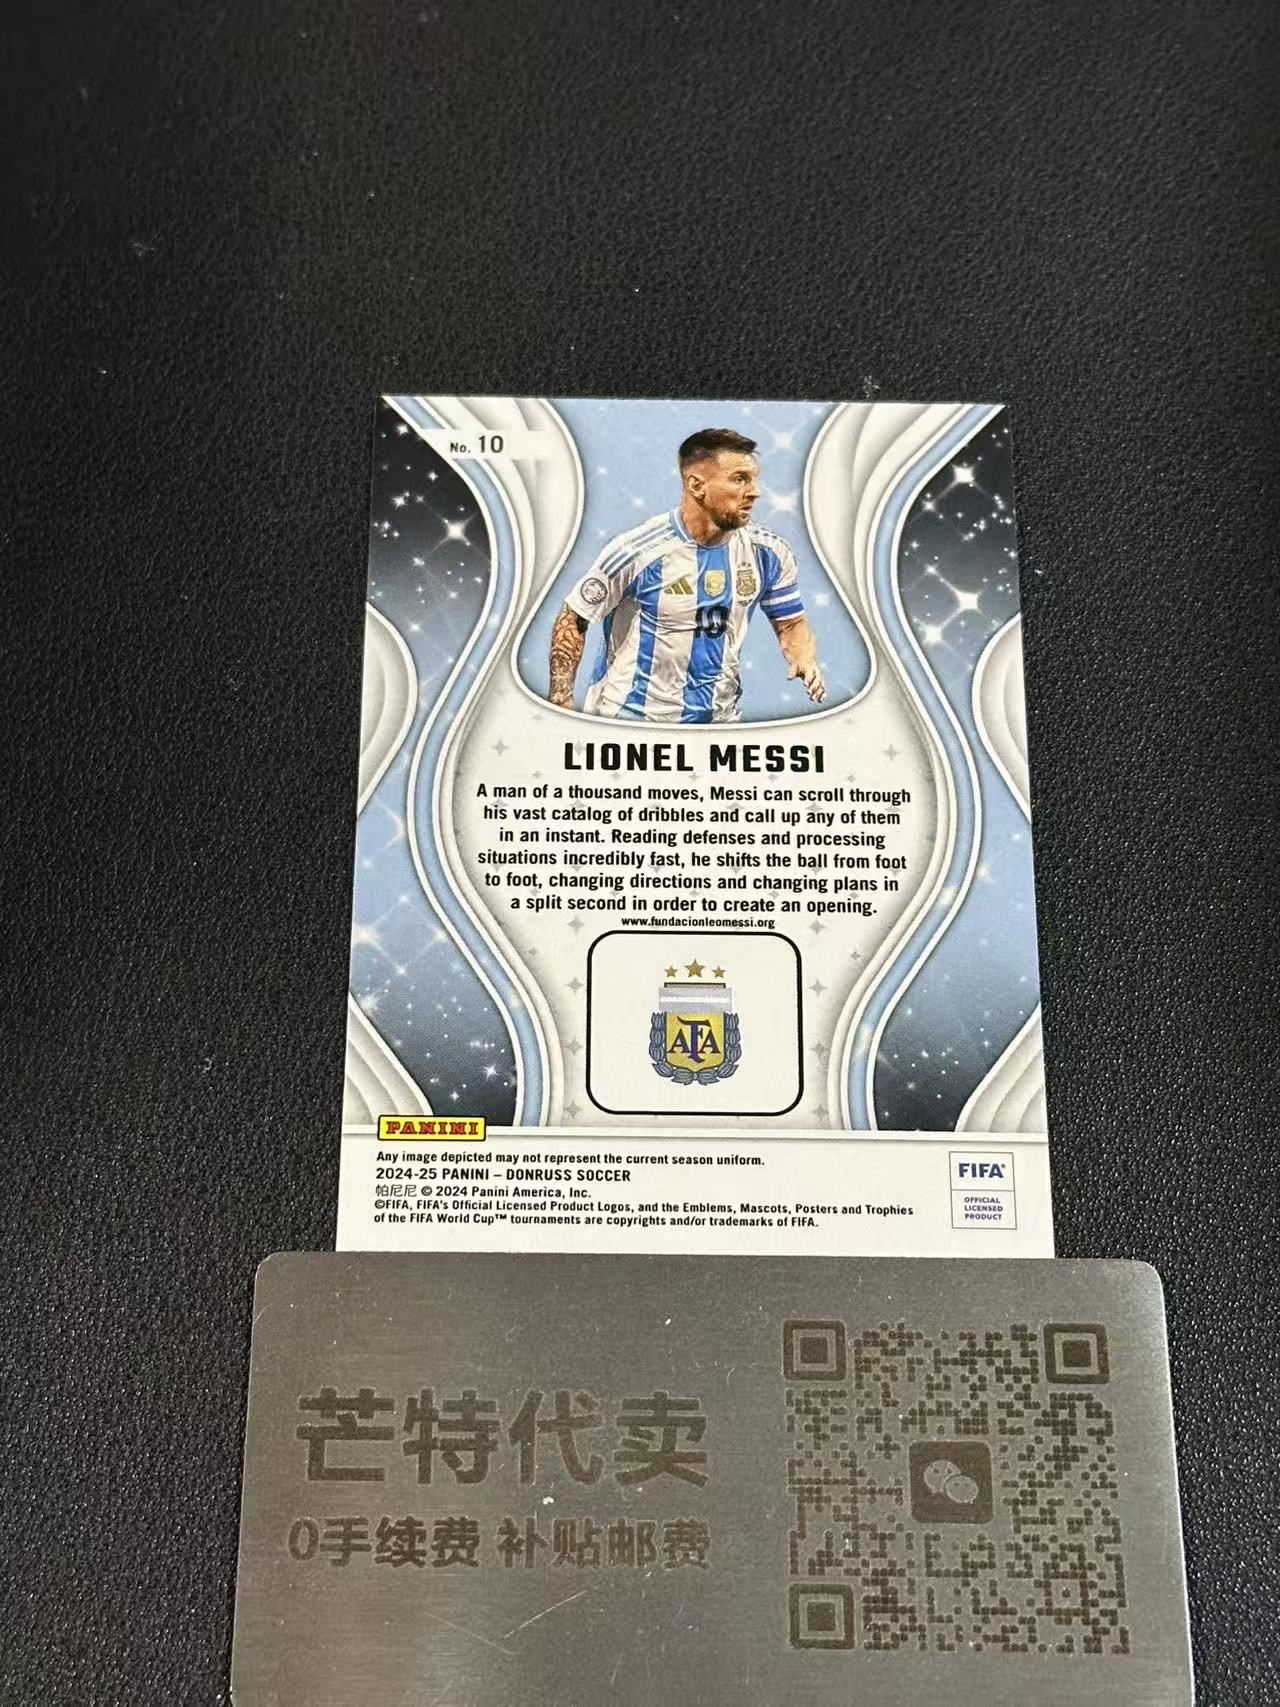 No. 10
10
LIONEL MESSI
A man of a thousand moves, Messi can scroll through
his vast catalog of dribbles and call up any of them
in an instant. Reading defenses and processing
situations incredibly fast, he shifts the ball from foot
to foot, changing directions and changing plans in
a split second in order to create an opening.
www.fundacionleomessi.org
AFA
PANINI
Any image depicted may not represent the current season uniform.
2024-25 PANINI – DONRUSS SOCCER
帕尼尼 © 2024 Panini America, Inc.
©FIFA, FIFA's Official Licensed Product Logos, and the Emblems, Mascots, Posters and Trophies
of the FIFA World Cup™ tournaments are copyrights and/or trademarks of FIFA.
FIFA®
OFFICIAL
LICENSED
PRODUCT
芒特代卖
0手续费 补贴邮费